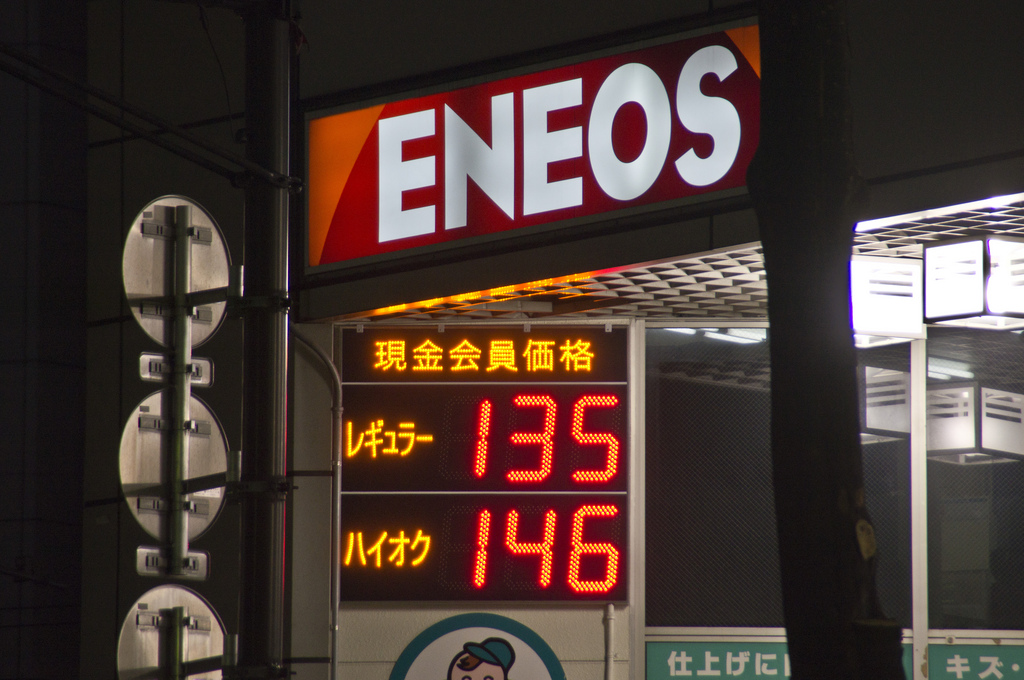 ENEOS
現金会員価格
レギュラー 135
ハイオク 146
仕上げに
キズ・